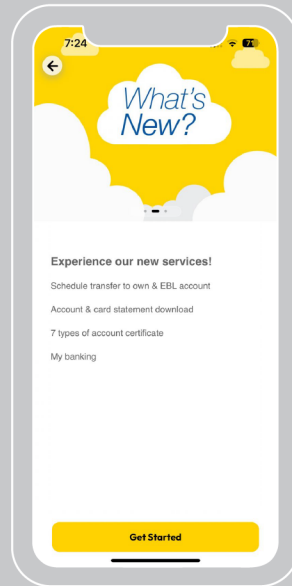 7:24
What's
New?
Experience our new services!
Schedule transfer to own & EBL account
Account & card statement download
7 types of account certificate
My banking
Get Started